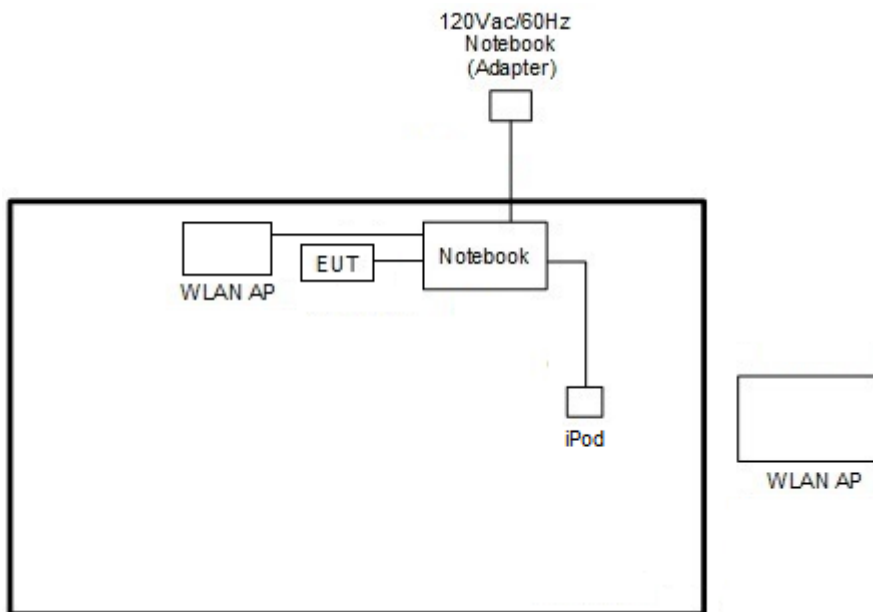 120Vac/60Hz
Notebook
(Adapter)
EUT
Notebook
WLAN AP
iPod
WLAN AP